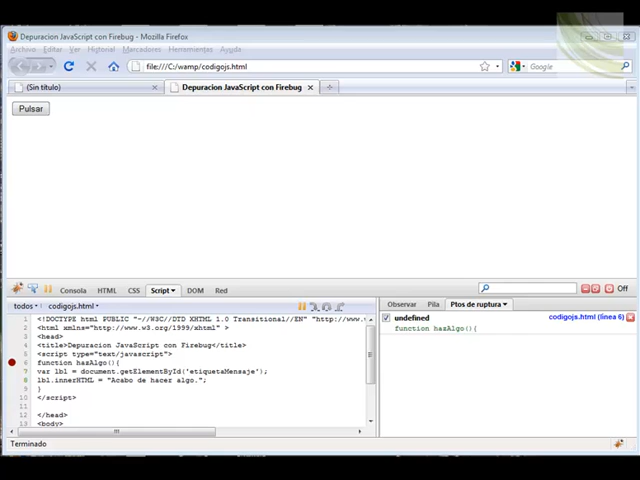 Depuracion JavaScript con Firebug - Mozilla Firefox
Archivo Editar Ver Historial Marcadores Herramientas Ayuda
file:///C:/wamp/codigojs.html
Google
(Sin título)
Depuracion JavaScript con Firebug
Pulsar
Consola HTML CSS Script DOM Red
Off
todos codigojs.html
Observar Pila Ptos de ruptura
1 <!DOCTYPE html PUBLIC "-//W3C//DTD XHTML 1.0 Transitional//EN" "http://www.
2 <html xmlns="http://www.w3.org/1999/xhtml" >
3 <head>
4 <title>Depuracion JavaScript con Firebug</title>
5 <script type="text/javascript">
6 function hazAlgo(){
7 var lbl = document.getElementById('etiquetaMensaje');
8 lbl.innerHTML = "Acabo de hacer algo.";
9 }
10 </script>
11
12 </head>
13 <body>
undefined
codigojs.html (línea 6)
function hazAlgo(){
Terminado